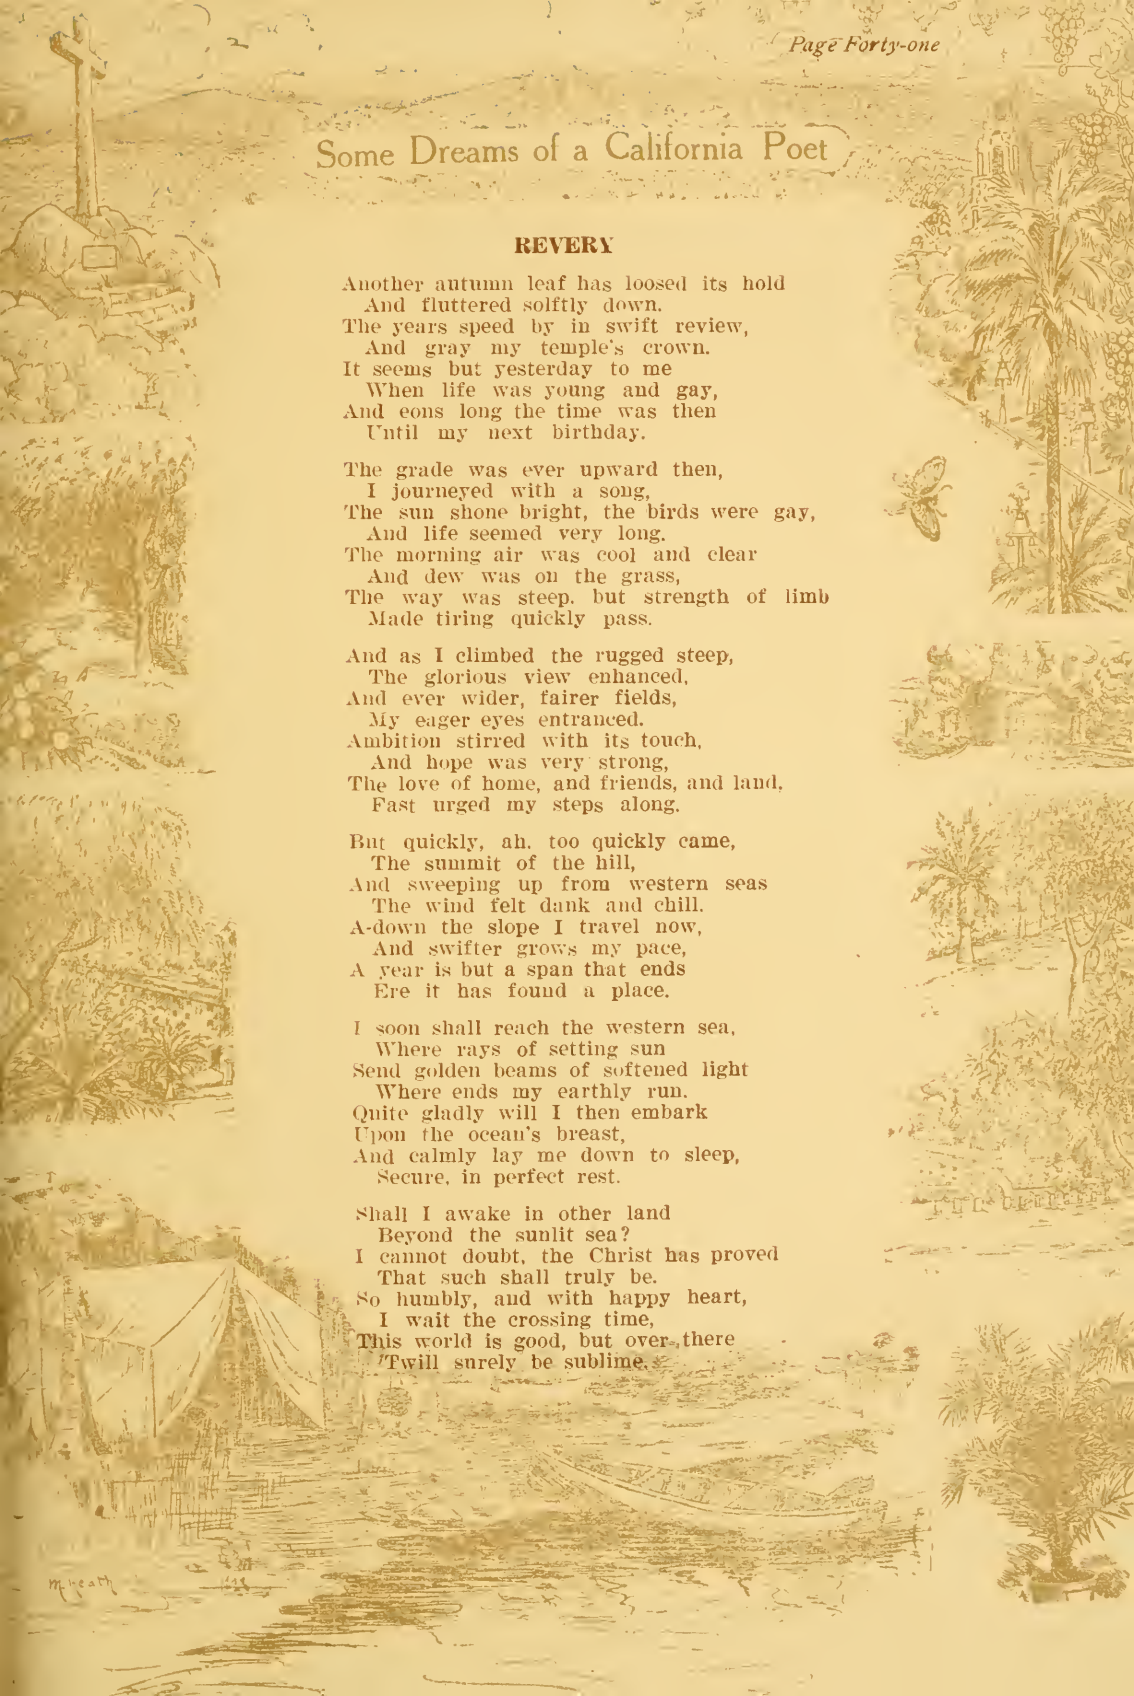 Page Forty-one
Some Dreams of a California Poet
REVERY
Another autumn leaf has loosed its hold
And fluttered solftly down.
The years speed by in swift review,
And gray my temple's crown.
It seems but yesterday to me
When life was young and gay,
And eons long the time was then
Until my next birthday.
The grade was ever upward then,
I journeyed with a song,
The sun shone bright, the birds were gay,
And life seemed very long.
The morning air was cool and clear
And dew was on the grass,
The way was steep, but strength of limb
Made tiring quickly pass.
And as I climbed the rugged steep,
The glorious view enhanced,
And ever wider, fairer fields,
My eager eyes entranced.
Ambition stirred with its touch,
And hope was very strong,
The love of home, and friends, and land,
Fast urged my steps along.
But quickly, ah, too quickly came,
The summit of the hill,
And sweeping up from western seas
The wind felt dank and chill.
A-down the slope I travel now,
And swifter grows my pace,
A year is but a span that ends
Ere it has found a place.
I soon shall reach the western sea,
Where rays of setting sun
Send golden beams of softened light
Where ends my earthly run.
Quite gladly will I then embark
Upon the ocean's breast,
And calmly lay me down to sleep,
Secure, in perfect rest.
Shall I awake in other land
Beyond the sunlit sea?
I cannot doubt, the Christ has proved
That such shall truly be.
So humbly, and with happy heart,
I wait the crossing time,
This world is good, but over there
'Twill surely be sublime.